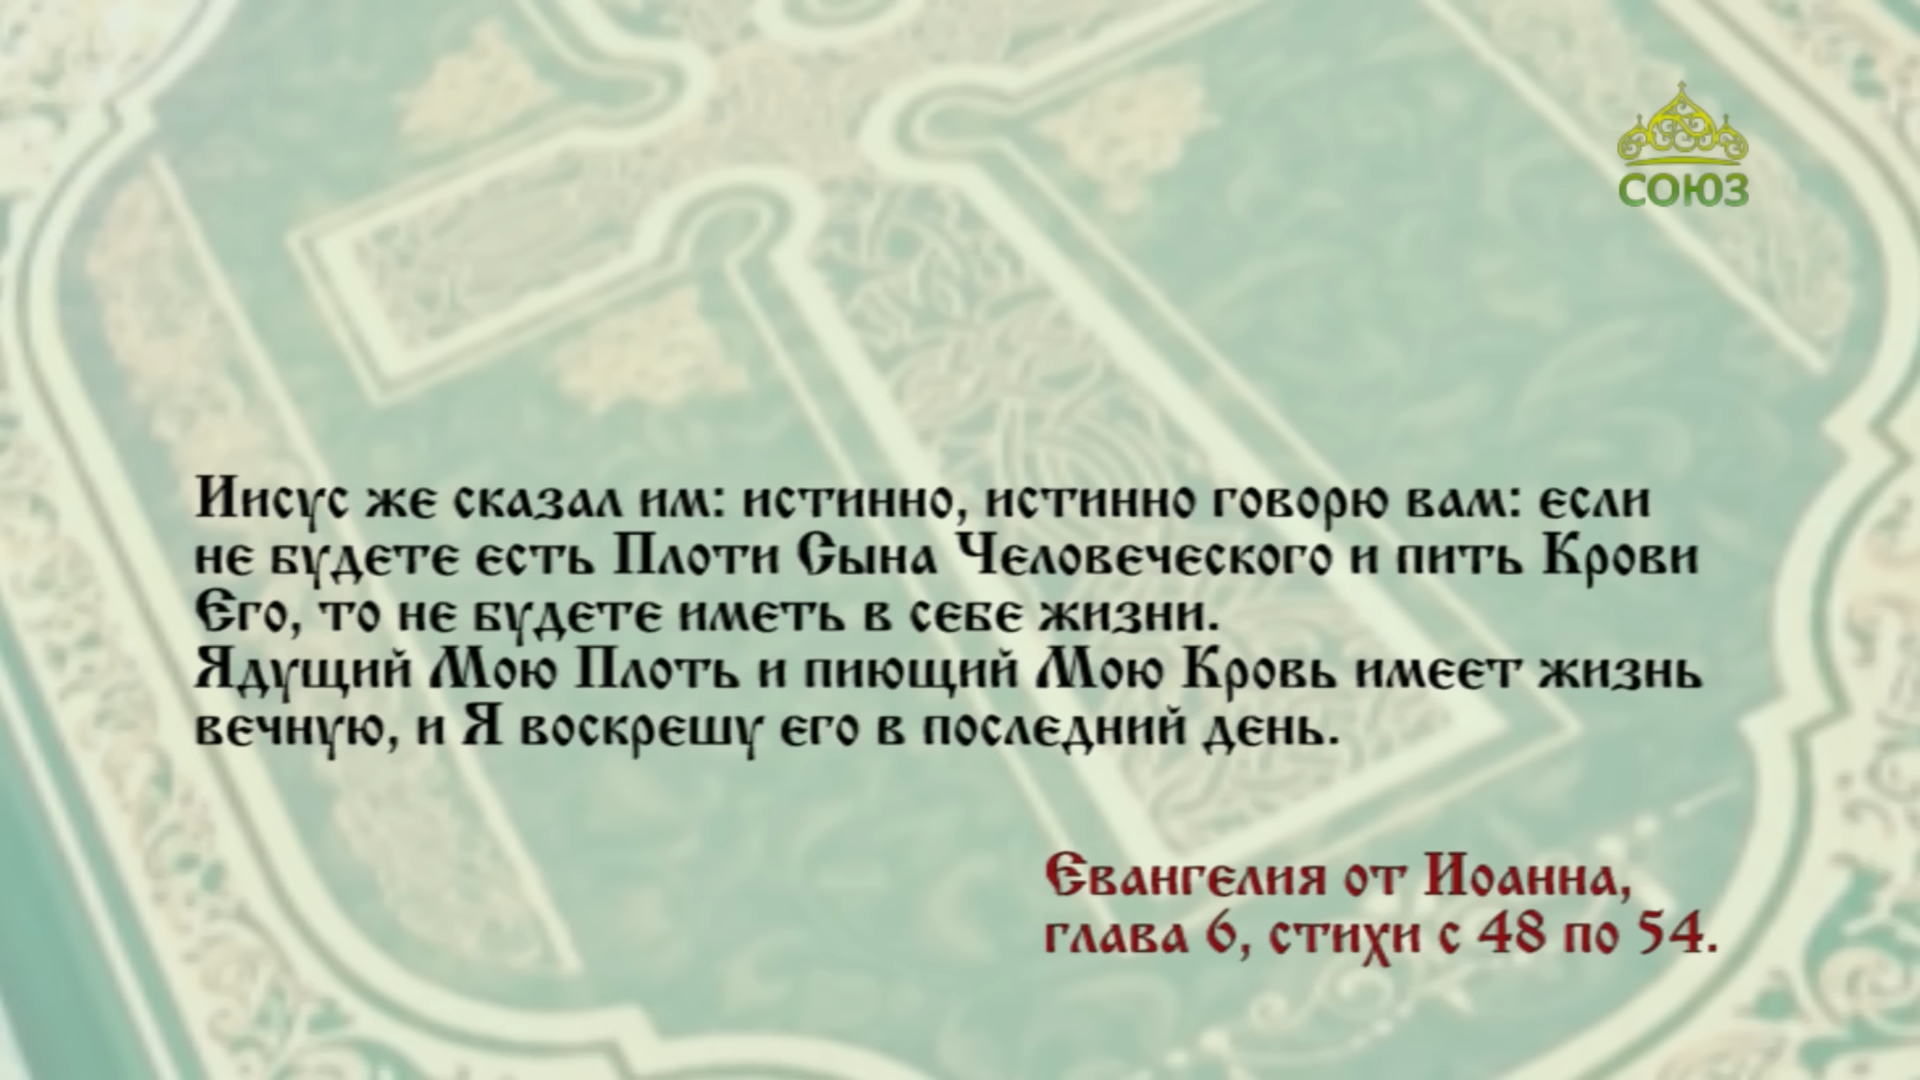 СОЮЗ
Иисус же сказал им: истинно, истинно говорю вам: если
не будете есть Плоти Сына Человеческого и пить Крови
Его, то не будете иметь в себе жизни.
Ядущий Мою Плоть и пиющий Мою Кровь имеет жизнь
вечную, и Я воскрешу его в последний день.
Евангелия от Иоанна,
глава 6, стихи с 48 по 54.